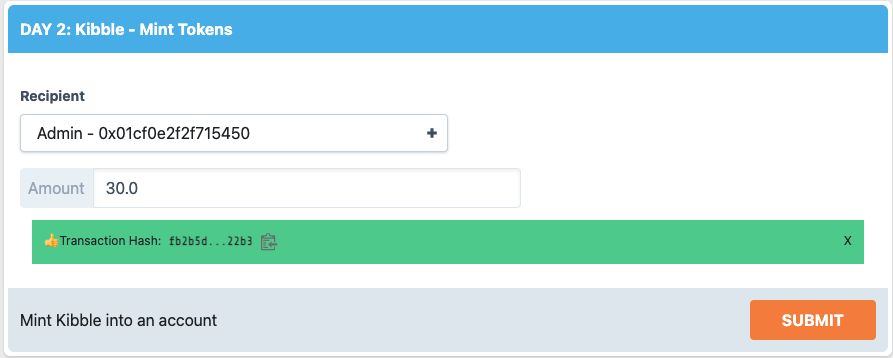 DAY 2: Kibble - Mint Tokens
Recipient
Admin - 0x01cf0e2f2f715450 +
Amount 30.0
👍Transaction Hash: fb2b5d...22b3 X
Mint Kibble into an account SUBMIT